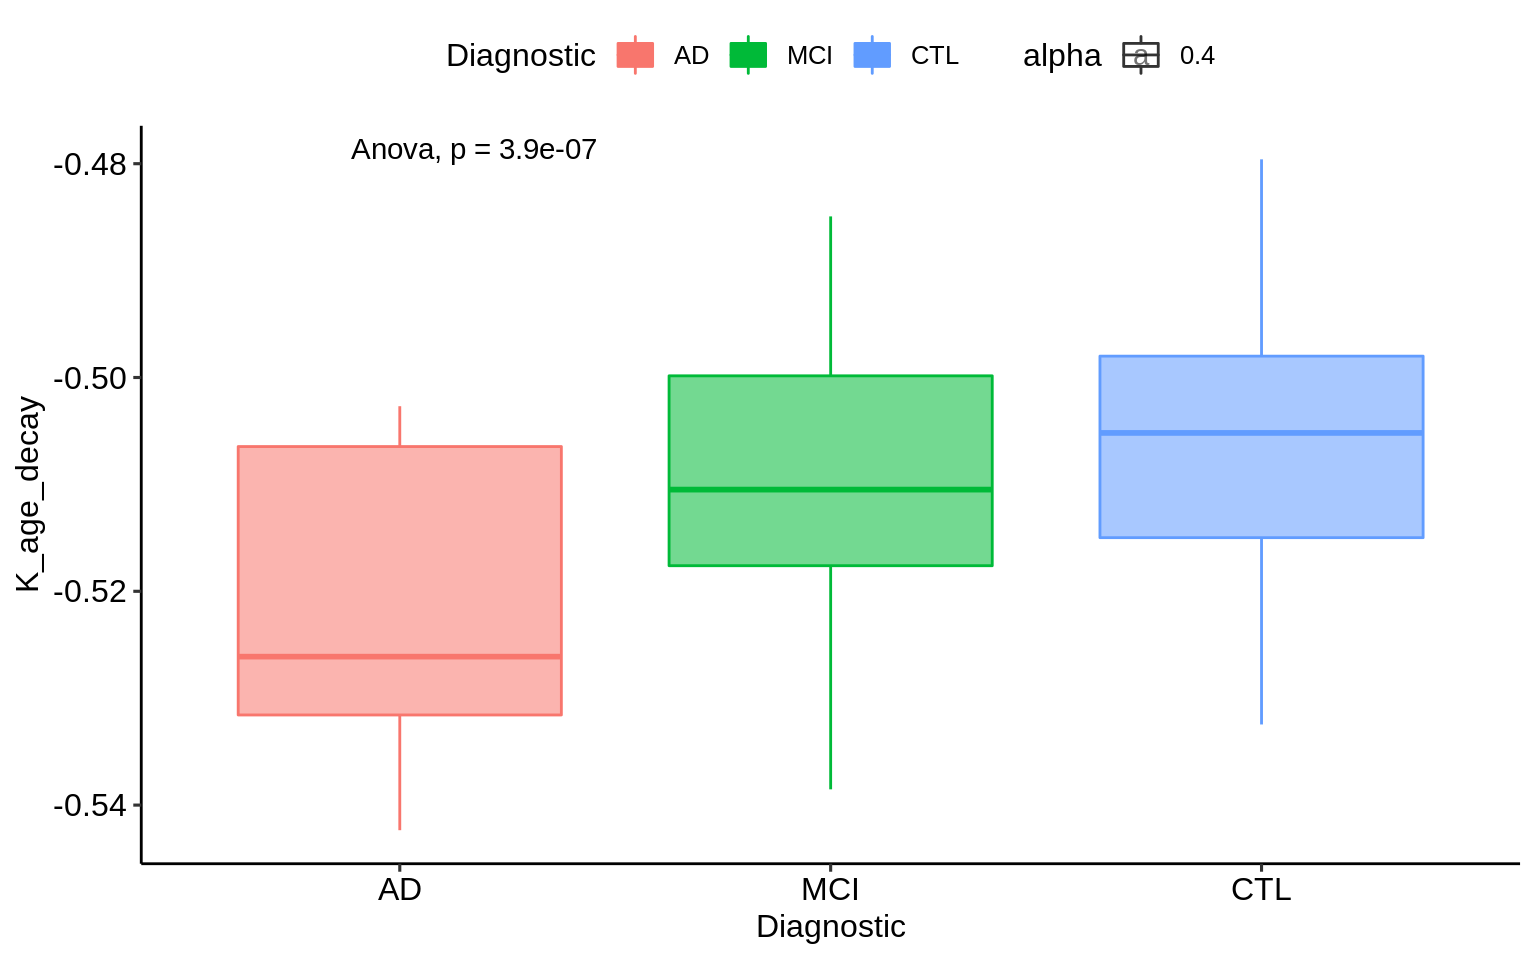 Diagnostic AD MCI CTL alpha a 0.4
Anova, p = 3.9e-07
-0.48
-0.50
-0.52
-0.54
K_age_decay
AD MCI CTL
Diagnostic